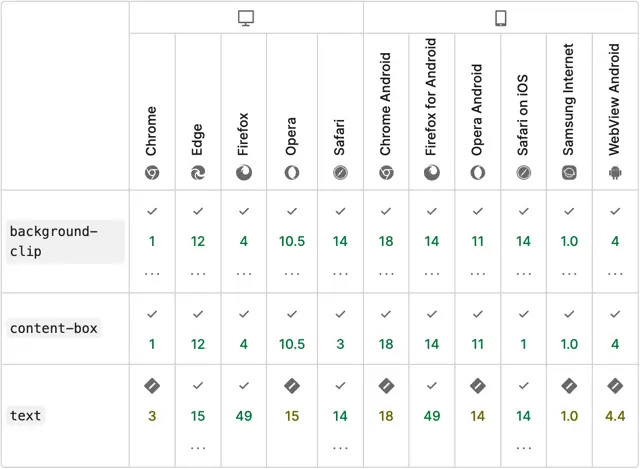 Chrome Edge Firefox Opera Safari Chrome Android Firefox for Android Opera Android Safari on iOS Samsung Internet WebView Android
background-
clip
1 12 4 10.5 14 18 14 11 14 1.0 4
... ... ... ... ... ... ... ... ... ... ...
content-box
1 12 4 10.5 3 18 14 11 1 1.0 4
text
3 15 49 15 14 18 49 14 14 1.0 4.4
... ... ...